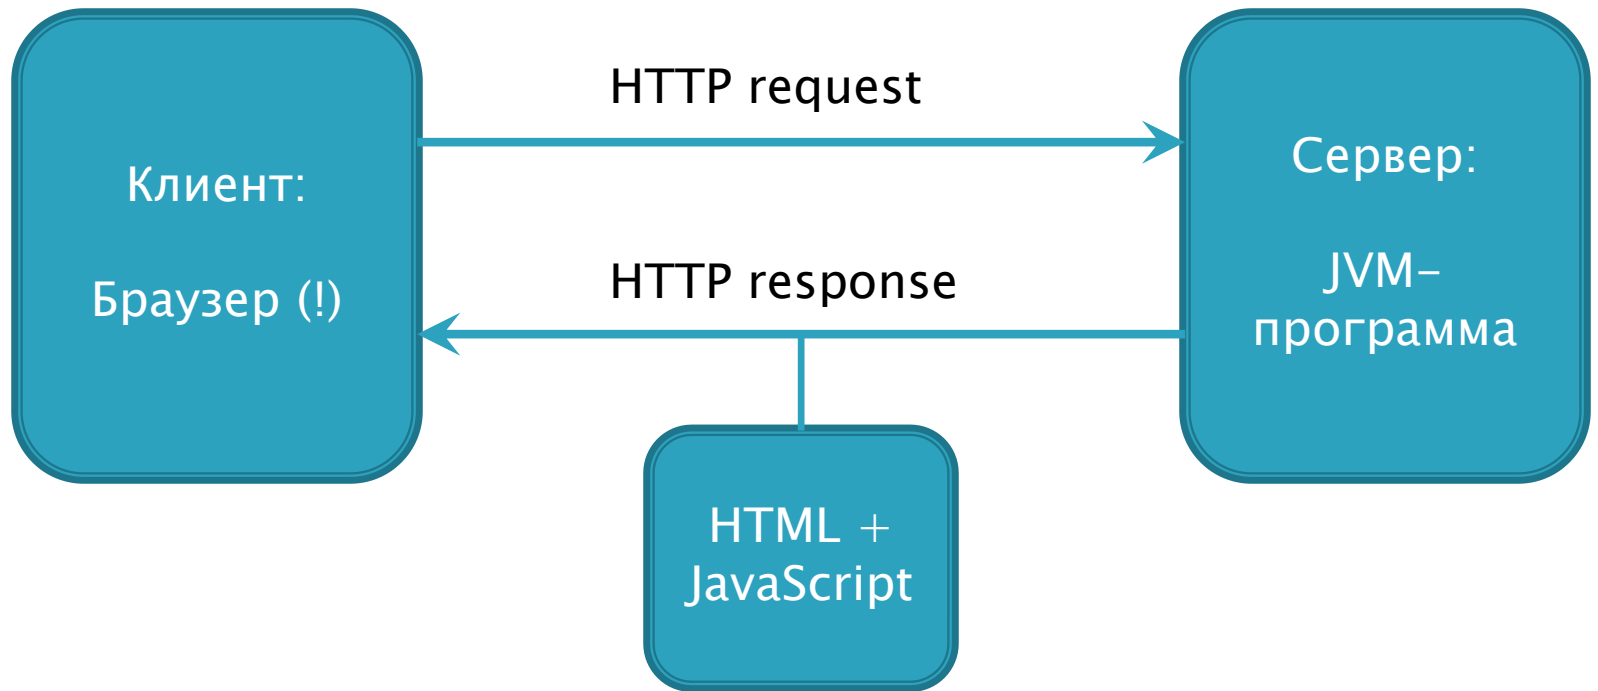 HTTP request
Клиент:
Браузер (!)
Сервер:
JVM-
программа
HTTP response
HTML +
JavaScript